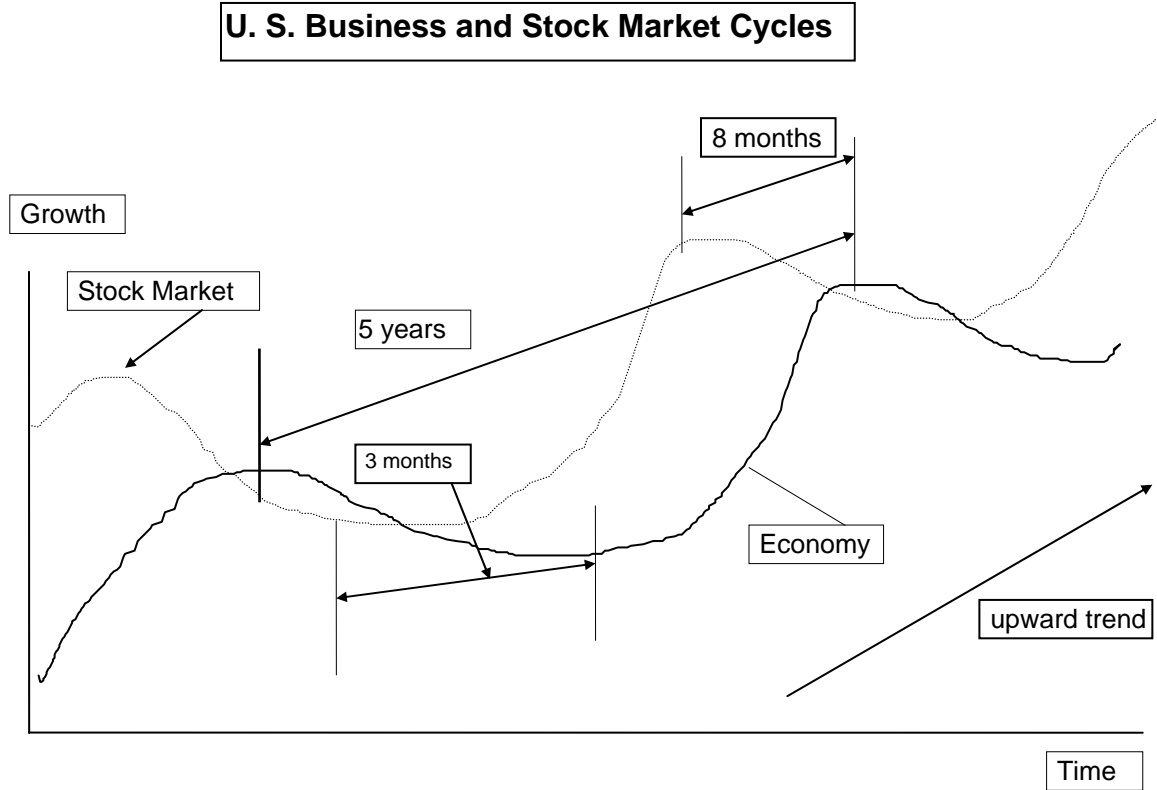 U. S. Business and Stock Market Cycles
8 months
Growth
Stock Market
5 years
3 months
Economy
upward trend
Time